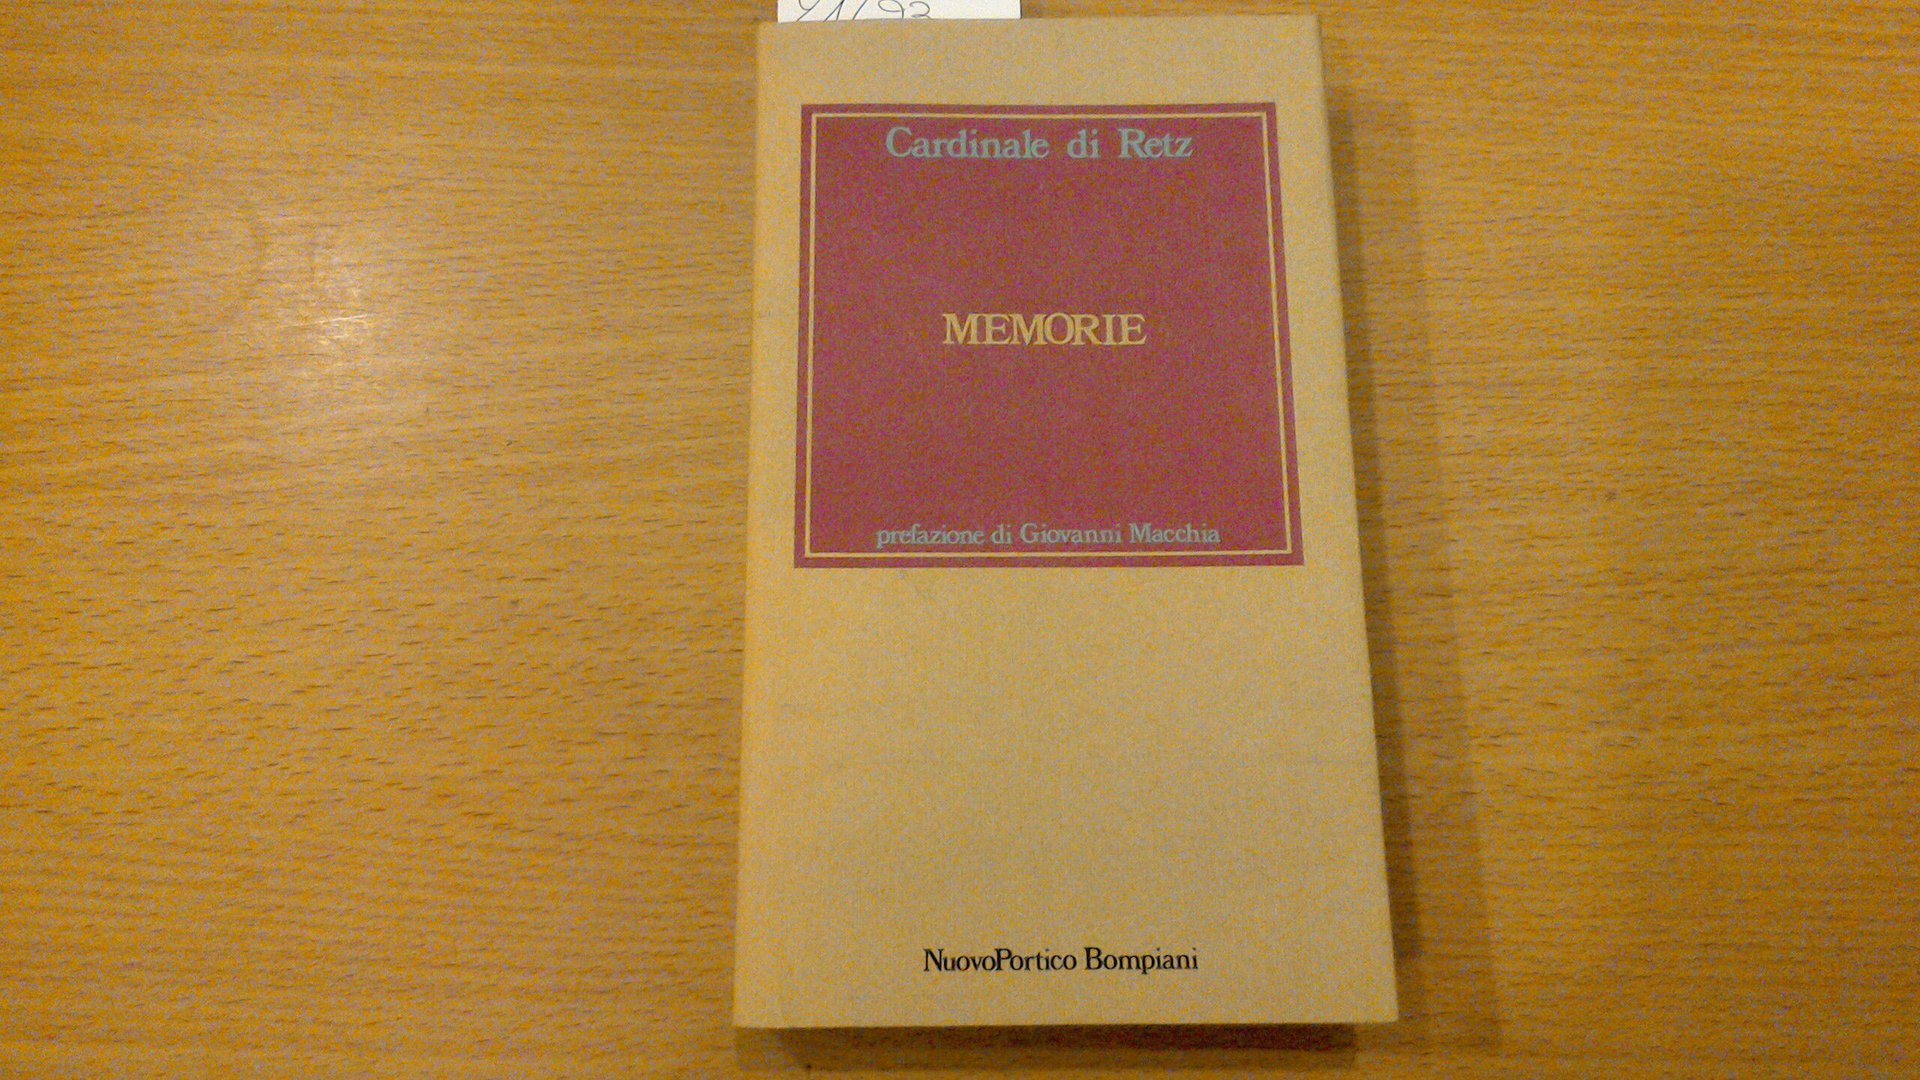 Cardinale di Retz
MEMORIE
prefazione di Giovanni Macchia
NuovoPortico Bompiani